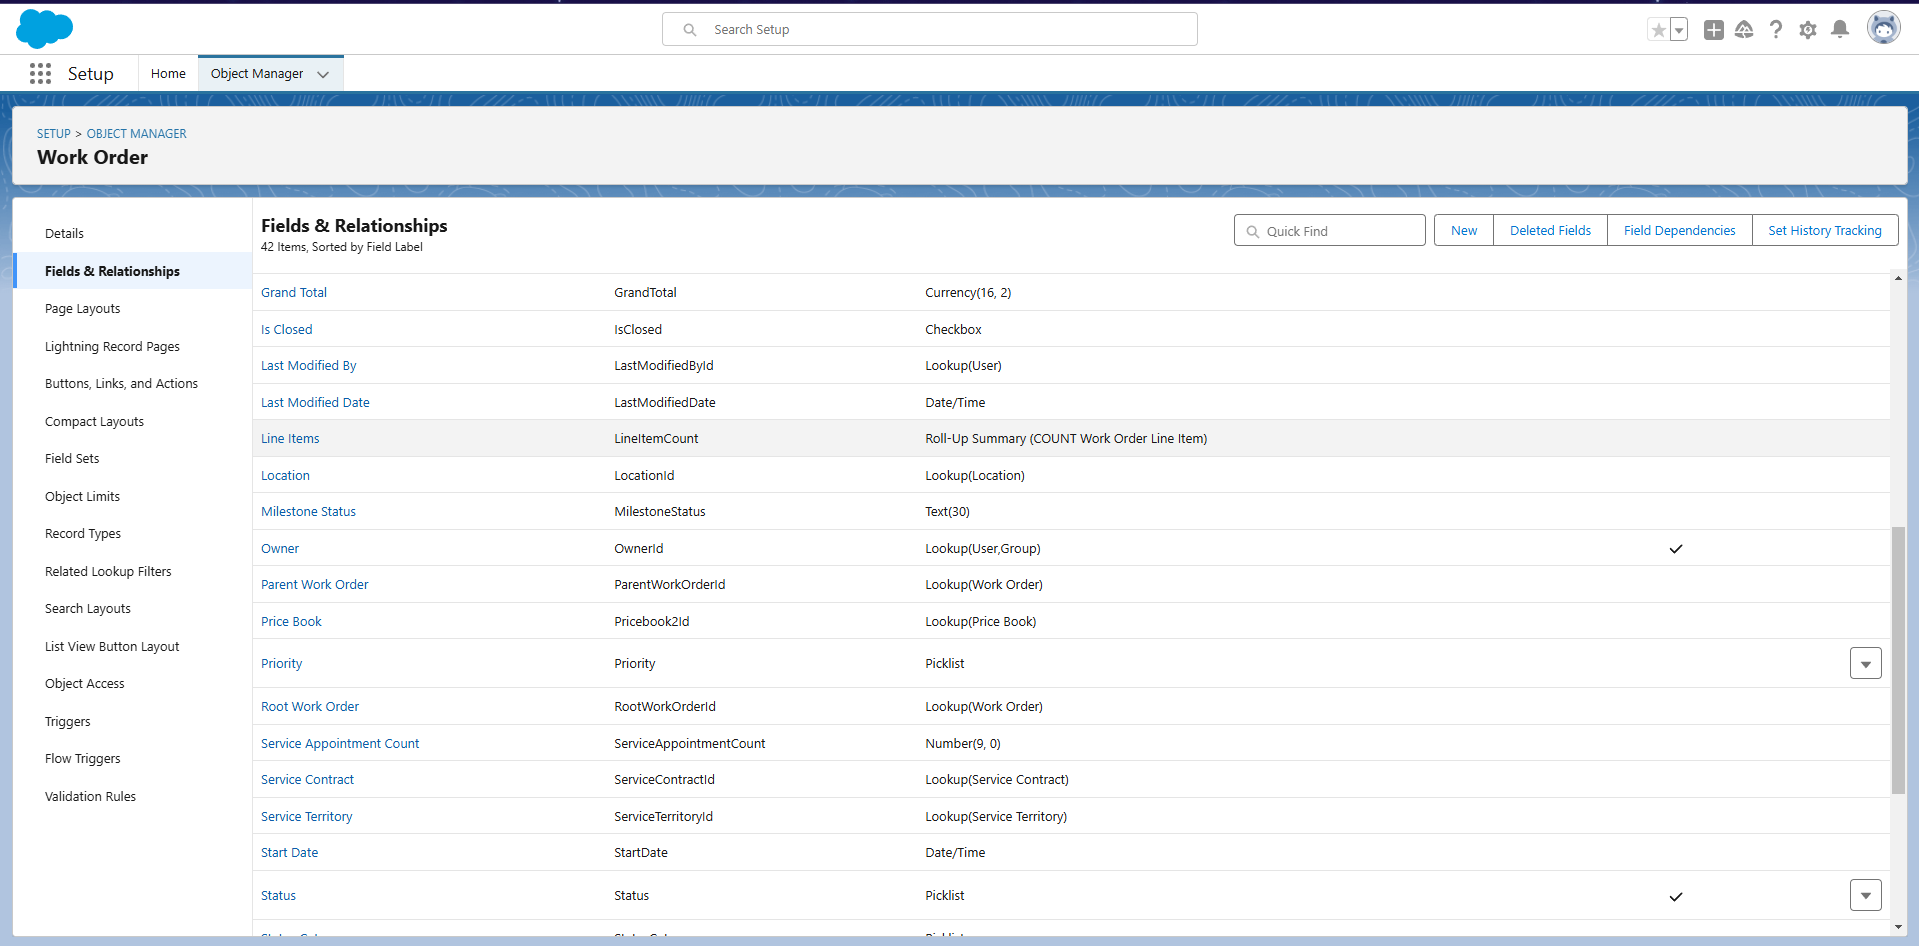 Search Setup
Setup
Home
Object Manager
SETUP > OBJECT MANAGER
Work Order
Details
Fields & Relationships
Page Layouts
Lightning Record Pages
Buttons, Links, and Actions
Compact Layouts
Field Sets
Object Limits
Record Types
Related Lookup Filters
Search Layouts
List View Button Layout
Object Access
Triggers
Flow Triggers
Validation Rules
Fields & Relationships
42 Items, Sorted by Field Label
Quick Find
New
Deleted Fields
Field Dependencies
Set History Tracking
Grand Total GrandTotal Currency(16, 2)
Is Closed IsClosed Checkbox
Last Modified By LastModifiedById Lookup(User)
Last Modified Date LastModifiedDate Date/Time
Line Items LineItemCount Roll-Up Summary (COUNT Work Order Line Item)
Location LocationId Lookup(Location)
Milestone Status MilestoneStatus Text(30)
Owner OwnerId Lookup(User,Group)
Parent Work Order ParentWorkOrderId Lookup(Work Order)
Price Book Pricebook2Id Lookup(Price Book)
Priority Priority Picklist
Root Work Order RootWorkOrderId Lookup(Work Order)
Service Appointment Count ServiceAppointmentCount Number(9, 0)
Service Contract ServiceContractId Lookup(Service Contract)
Service Territory ServiceTerritoryId Lookup(Service Territory)
Start Date StartDate Date/Time
Status Status Picklist